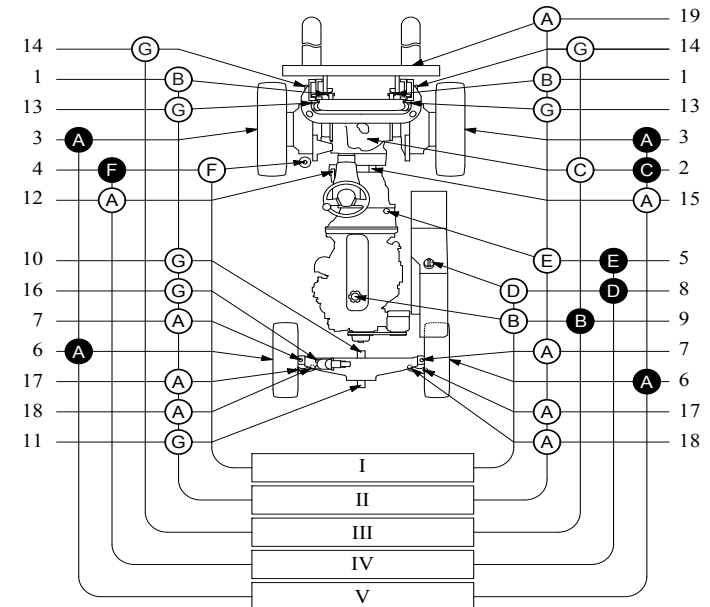 A 19
14 G G 14
1 B B 1
13 G G 13
3 A A 3
4 F F C C 2
12 A A 15
10 G E E 5
16 G D D 8
7 A B B 9
6 A A 7
17 A A 6
18 A A 17
11 G A 18
I
II
III
IV
V